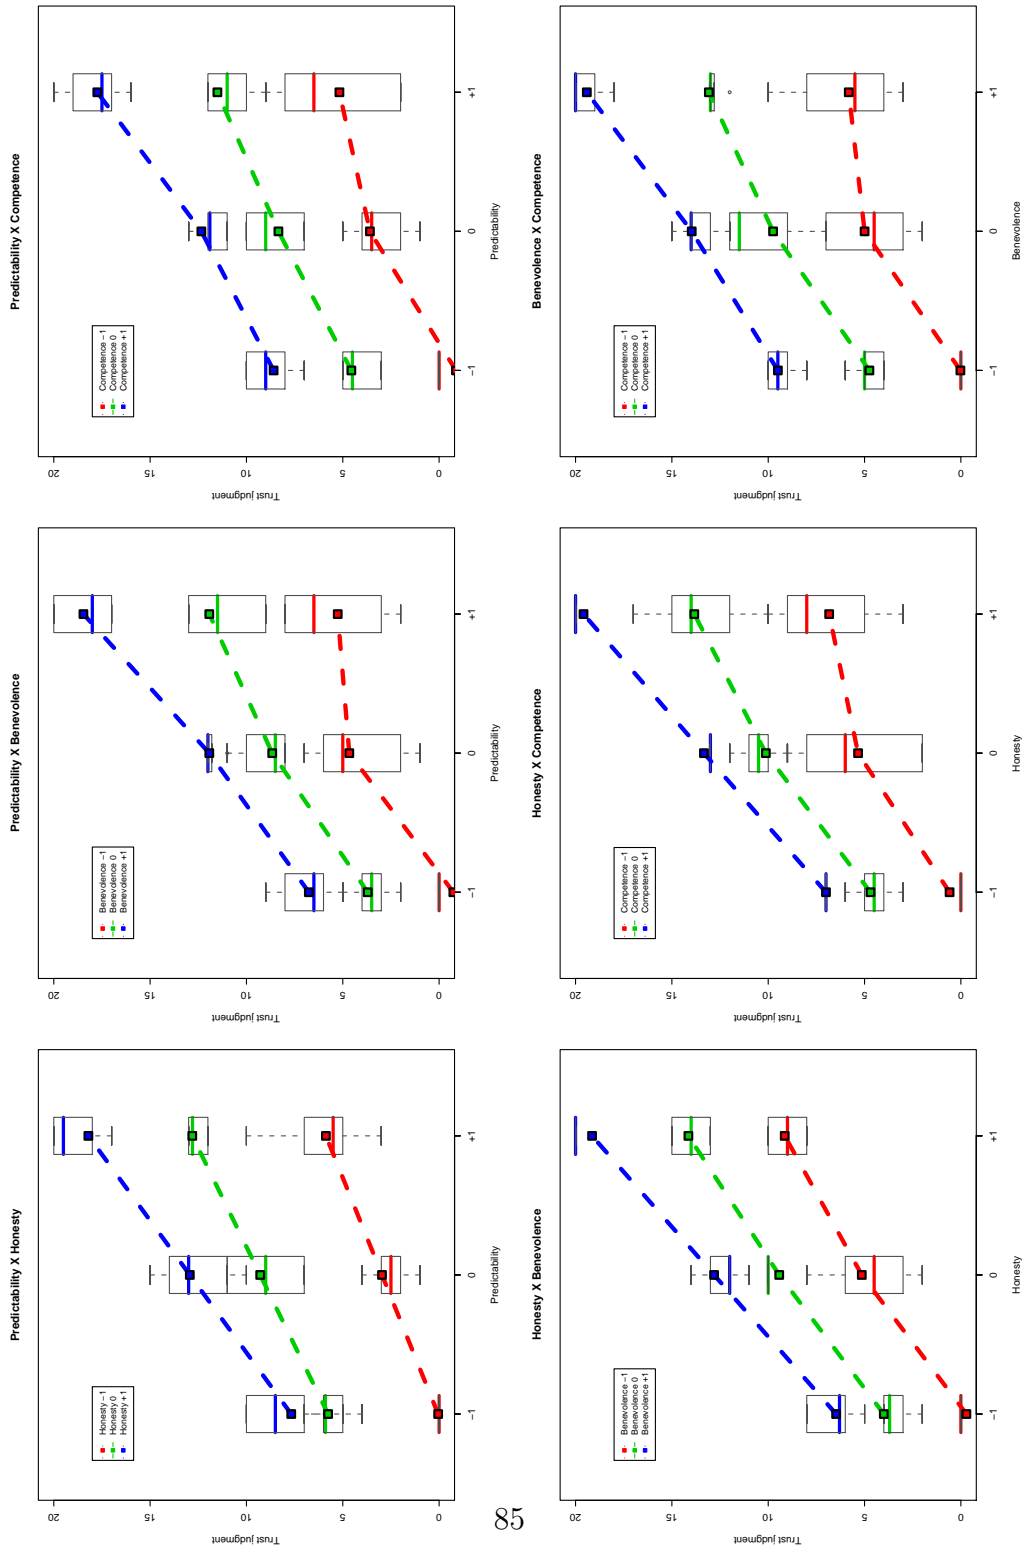 Predictability X Honesty
Trust judgment
20
15
10
5
0
Honesty −1
Honesty 0
Honesty +1
−1
0
+1
Predictability
Predictability X Benevolence
Trust judgment
20
15
10
5
0
Benevolence −1
Benevolence 0
Benevolence +1
−1
0
+1
Predictability
Predictability X Competence
Trust judgment
20
15
10
5
0
Competence −1
Competence 0
Competence +1
−1
0
+1
Predictability
Honesty X Benevolence
Trust judgment
20
15
10
5
0
Benevolence −1
Benevolence 0
Benevolence +1
−1
0
+1
Honesty
Honesty X Competence
Trust judgment
20
15
10
5
0
Competence −1
Competence 0
Competence +1
−1
0
+1
Honesty
Benevolence X Competence
Trust judgment
20
15
10
5
0
Competence −1
Competence 0
Competence +1
−1
0
+1
Benevolence
85